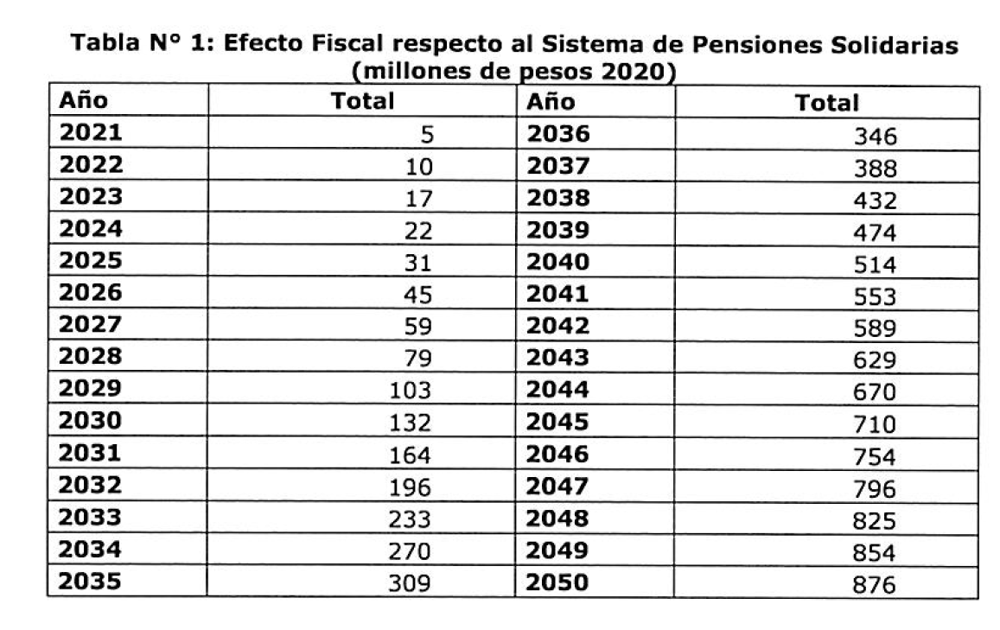 Tabla N° 1: Efecto Fiscal respecto al Sistema de Pensiones Solidarias
(millones de pesos 2020)
Año Total Año Total
2021 5 2036 346
2022 10 2037 388
2023 17 2038 432
2024 22 2039 474
2025 31 2040 514
2026 45 2041 553
2027 59 2042 589
2028 79 2043 629
2029 103 2044 670
2030 132 2045 710
2031 164 2046 754
2032 196 2047 796
2033 233 2048 825
2034 270 2049 854
2035 309 2050 876